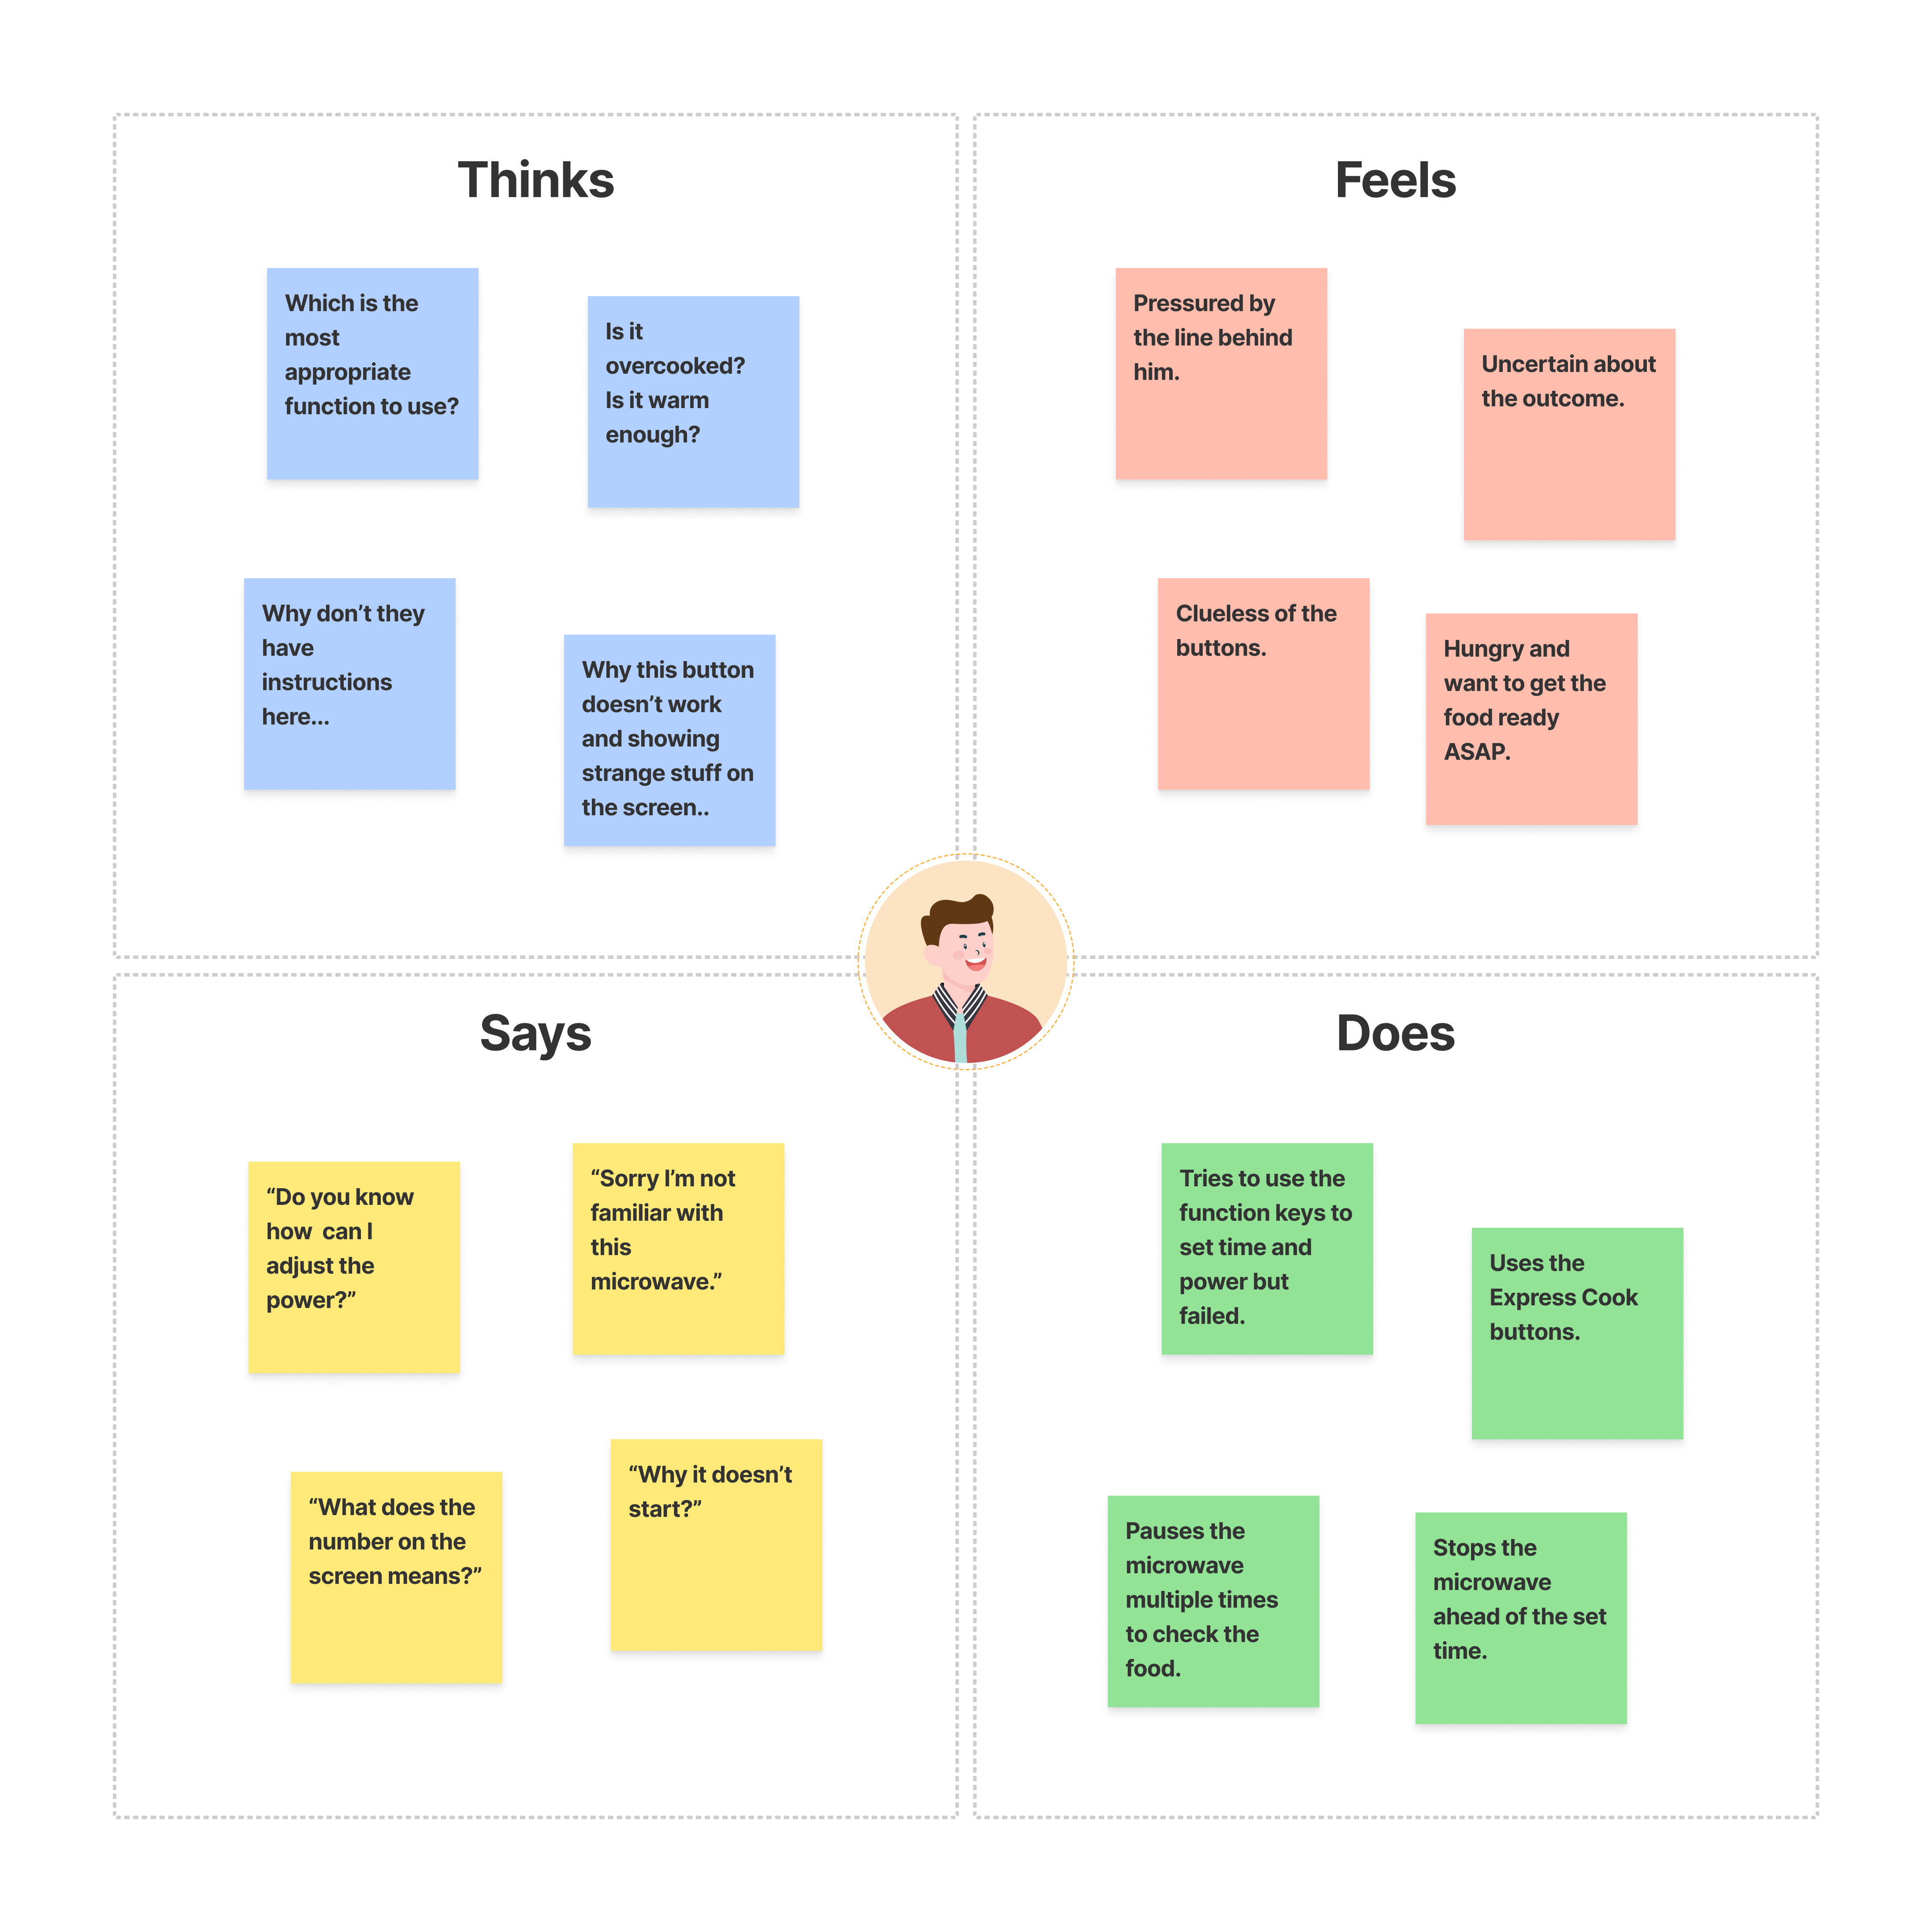 Thinks
Which is the
most
appropriate
function to use?
Is it
overcooked?
Is it warm
enough?
Why don’t they
have
instructions
here...
Why this button
doesn’t work
and showing
strange stuff on
the screen..
Feels
Pressured by
the line behind
him.
Uncertain about
the outcome.
Clueless of the
buttons.
Hungry and
want to get the
food ready
ASAP.
Says
“Do you know
how  can I
adjust the
power?”
“Sorry I’m not
familiar with
this
microwave.”
“What does the
number on the
screen means?”
“Why it doesn’t
start?”
Does
Tries to use the
function keys to
set time and
power but
failed.
Uses the
Express Cook
buttons.
Pauses the
microwave
multiple times
to check the
food.
Stops the
microwave
ahead of the set
time.